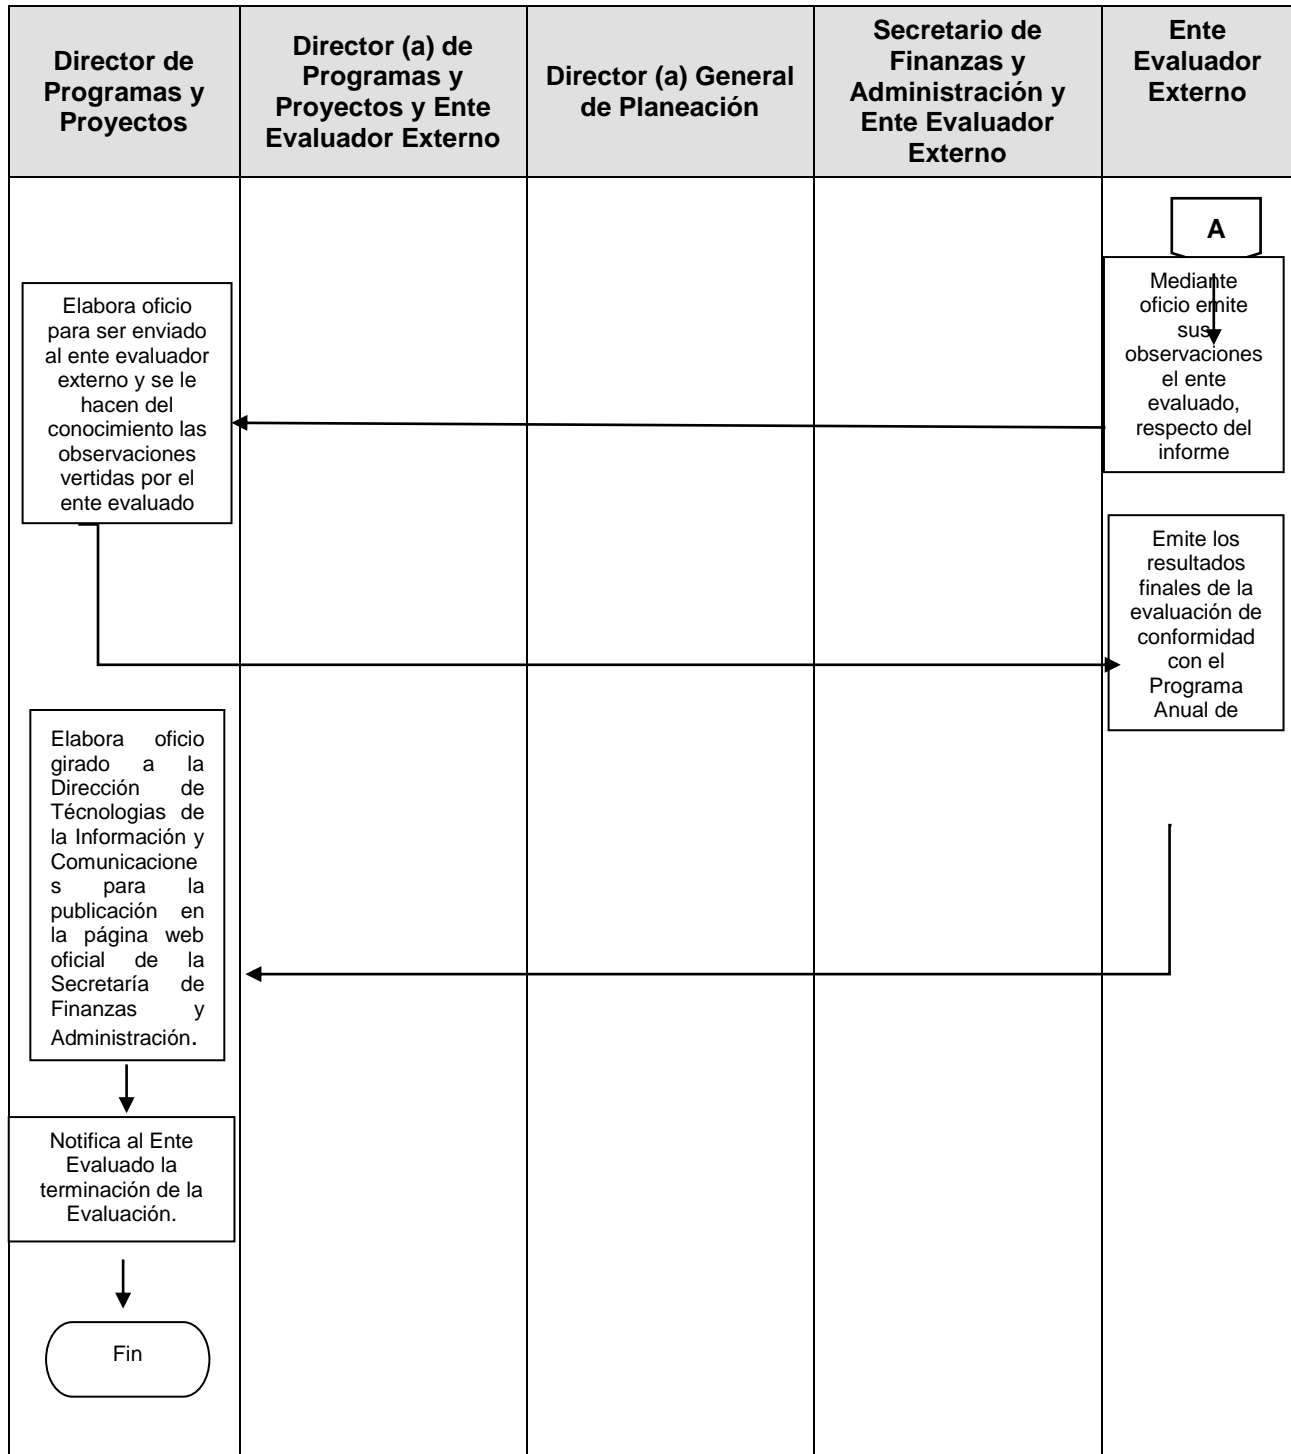 Director de
Programas y
Proyectos
Director (a) de
Programas y
Proyectos y Ente
Evaluador Externo
Director (a) General
de Planeación
Secretario de
Finanzas y
Administración y
Ente Evaluador
Externo
Ente
Evaluador
Externo
A
Mediante
oficio emite
sus
observaciones
el ente
evaluado,
respecto del
informe
Elabora oficio
para ser enviado
al ente evaluador
externo y se le
hacen del
conocimiento las
observaciones
vertidas por el
ente evaluado
Emite los
resultados
finales de la
evaluación de
conformidad
con el
Programa
Anual de
Elabora oficio
girado a la
Dirección de
Técnologias de
la Información y
Comunicacione
s para la
publicación en
la página web
oficial de la
Secretaría de
Finanzas y
Administración.
Notifica al Ente
Evaluado la
terminación de la
Evaluación.
Fin